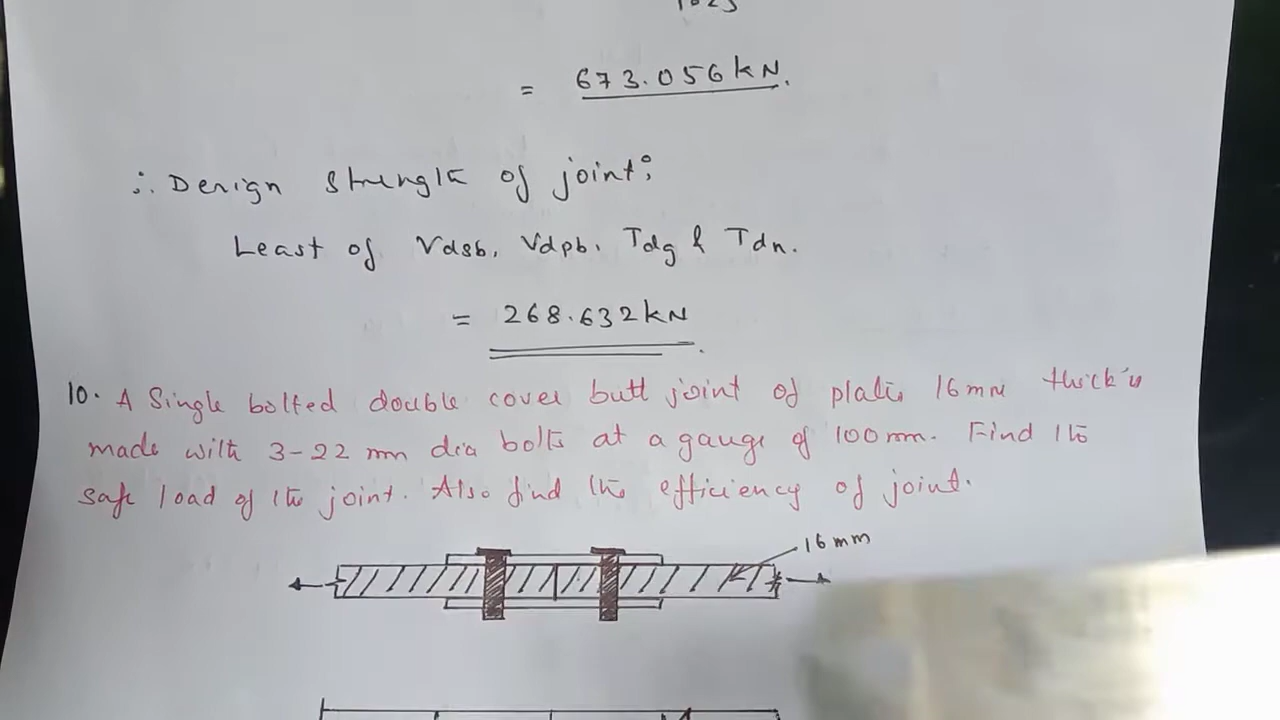 = 673.056 kN.
∴ Design Strength of joint:
Least of Vdsb, Vdpb, Tdg & Tdn.
= 268.632 kN
10. A Single bolted double cover butt joint of plates 16 mm thick is
made with 3-22 mm dia bolts at a gauge of 100 mm. Find the
safe load of the joint. Also find the efficiency of joint.
16 mm